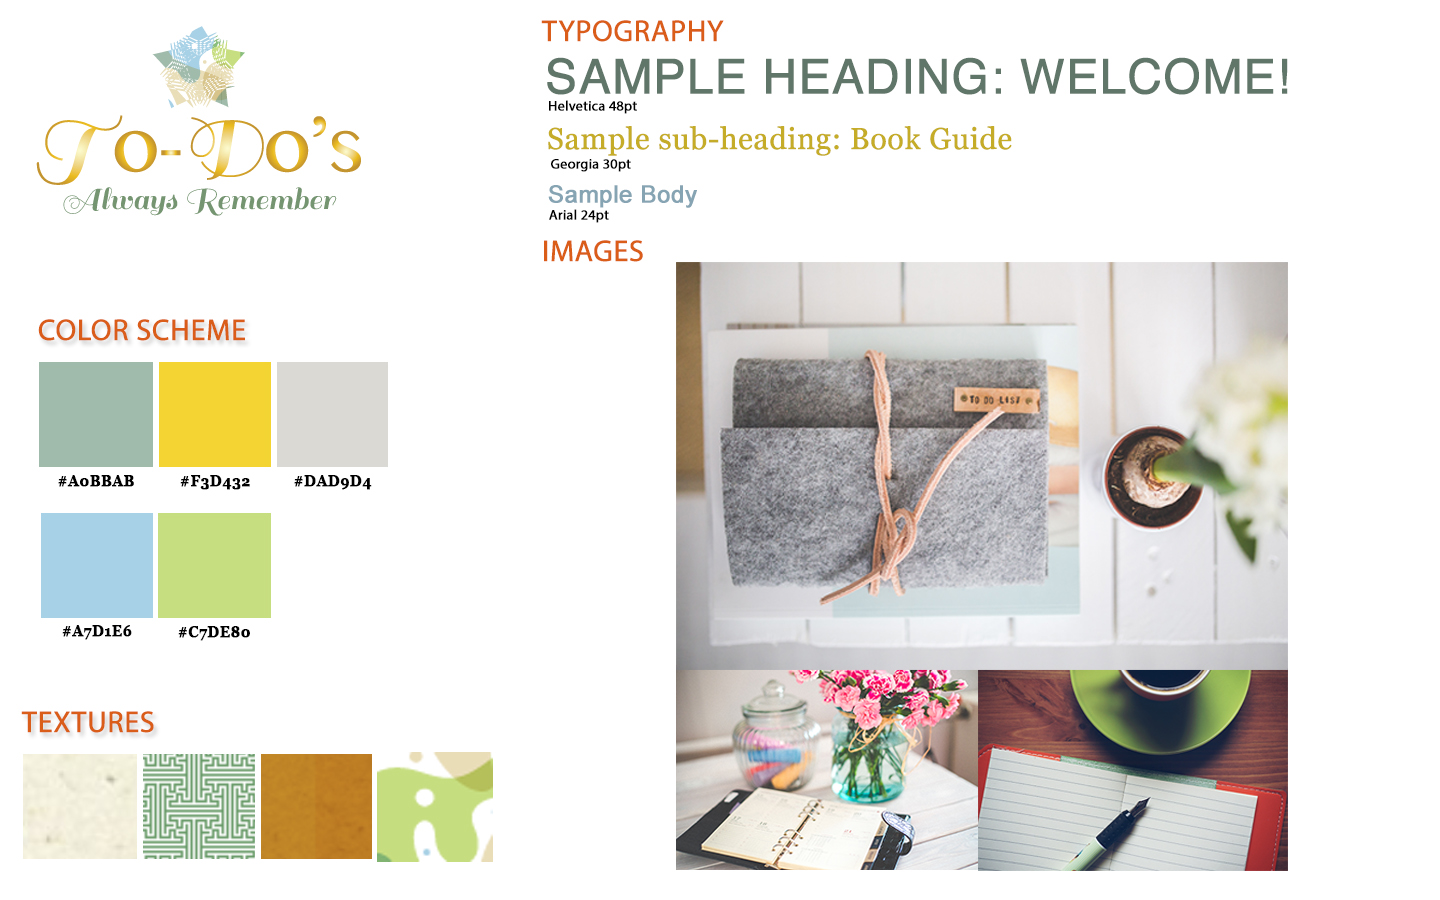 To-Do's
Always Remember
TYPOGRAPHY
SAMPLE HEADING: WELCOME!
Helvetica 48pt
Sample sub-heading: Book Guide
Georgia 30pt
Sample Body
Arial 24pt
IMAGES
TO DO LIST
COLOR SCHEME
#A0BBAB
#F3D432
#DAD9D4
#A7D1E6
#C7DE80
TEXTURES